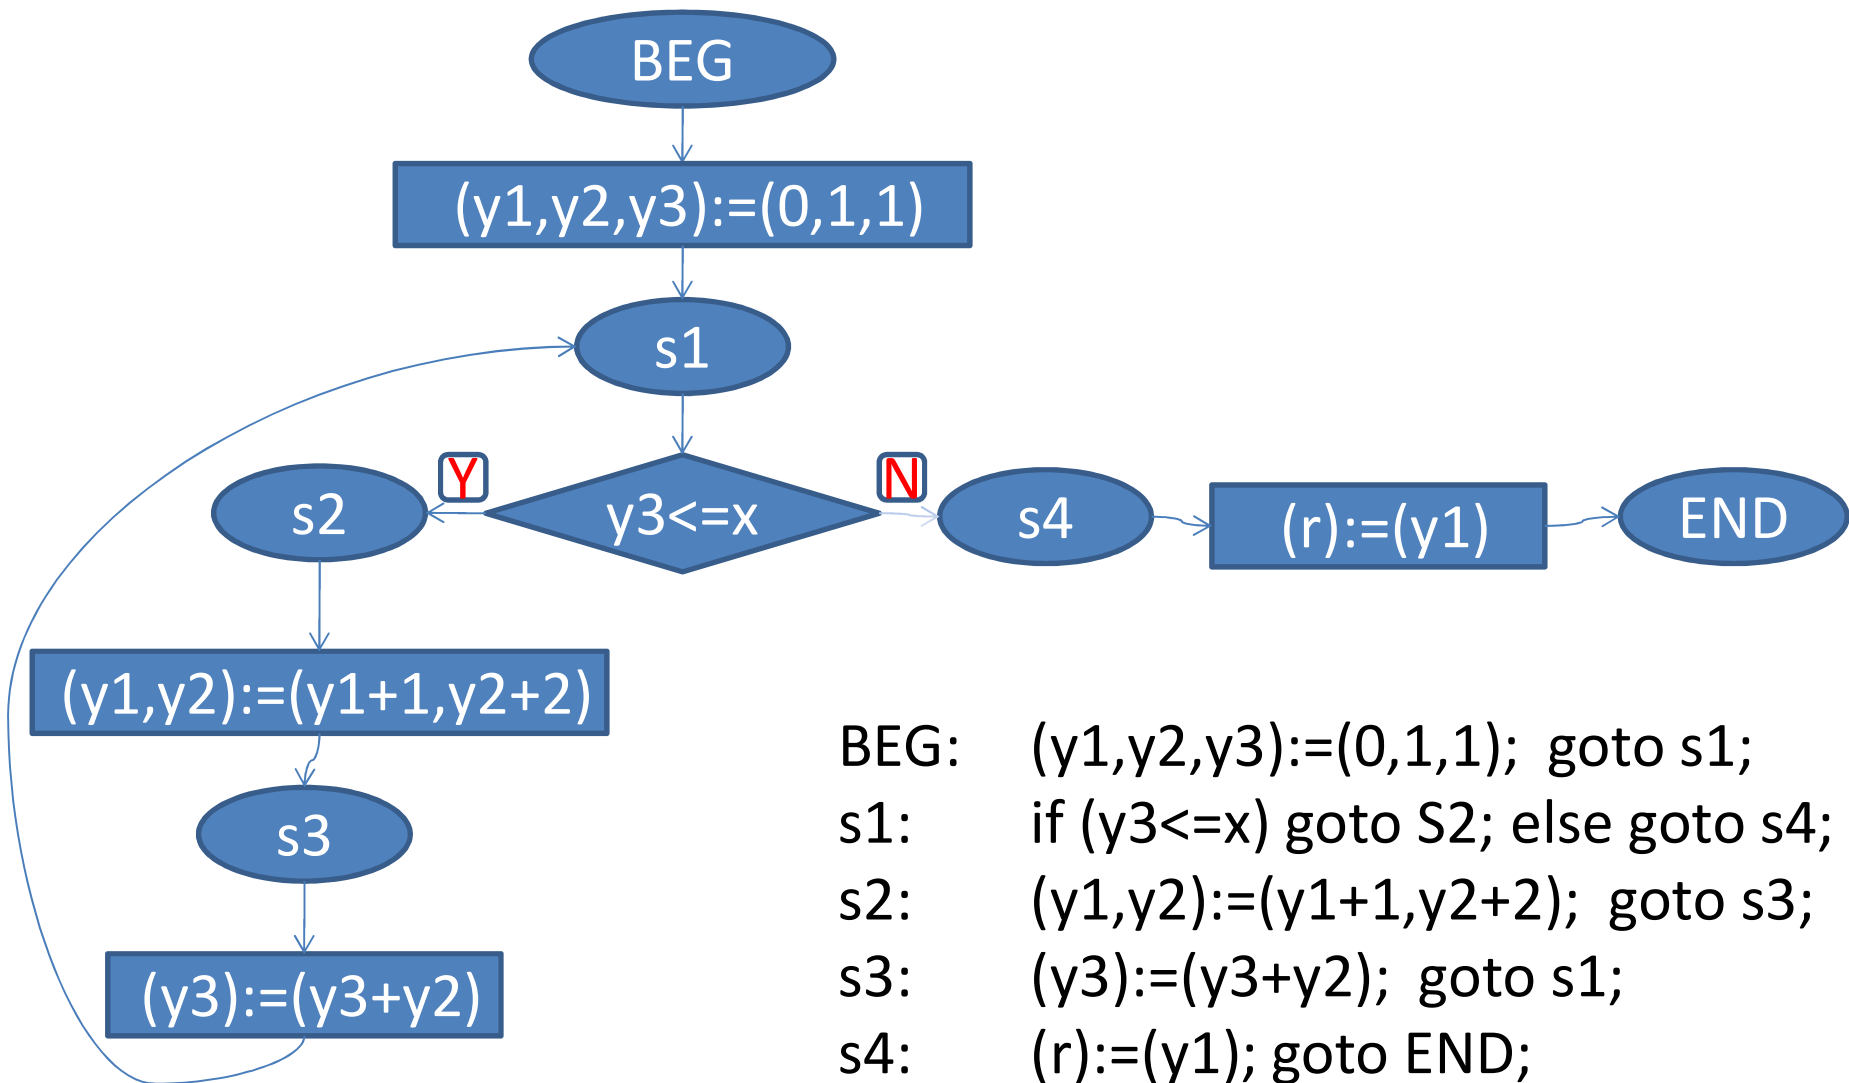 BEG
(y1,y2,y3):=(0,1,1)
s1
Y
N
s2
y3<=x
s4
(r):=(y1)
END
(y1,y2):=(y1+1,y2+2)
s3
(y3):=(y3+y2)
BEG: (y1,y2,y3):=(0,1,1); goto s1;
s1: if (y3<=x) goto S2; else goto s4;
s2: (y1,y2):=(y1+1,y2+2); goto s3;
s3: (y3):=(y3+y2); goto s1;
s4: (r):=(y1); goto END;